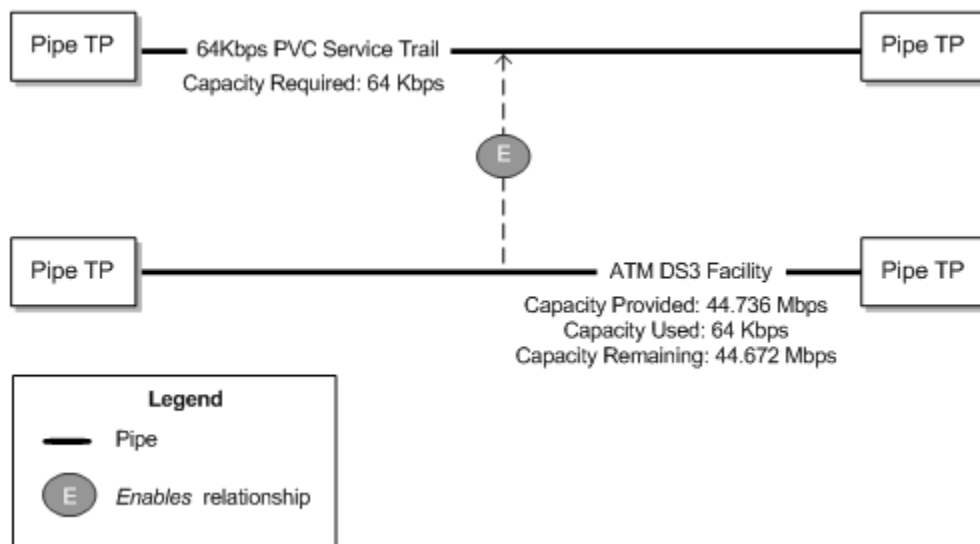 Pipe TP
64Kbps PVC Service Trail
Pipe TP
Capacity Required: 64 Kbps
E
Pipe TP
ATM DS3 Facility
Pipe TP
Capacity Provided: 44.736 Mbps
Capacity Used: 64 Kbps
Capacity Remaining: 44.672 Mbps
Legend
Pipe
E
Enables relationship